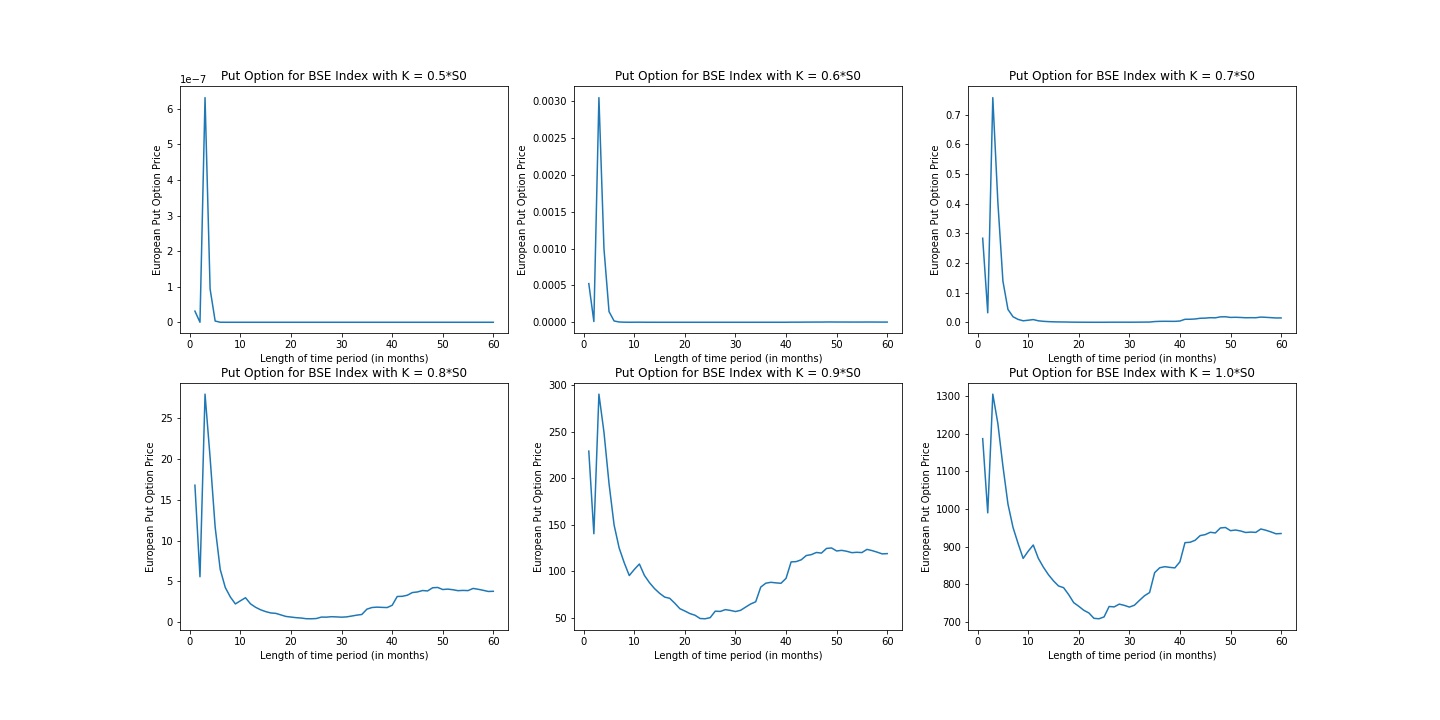 Put Option for BSE Index with K = 0.5*S0
1e−7
European Put Option Price
6
5
4
3
2
1
0
0 10 20 30 40 50 60
Length of time period (in months)
Put Option for BSE Index with K = 0.6*S0
European Put Option Price
0.0030
0.0025
0.0020
0.0015
0.0010
0.0005
0.0000
0 10 20 30 40 50 60
Length of time period (in months)
Put Option for BSE Index with K = 0.7*S0
European Put Option Price
0.7
0.6
0.5
0.4
0.3
0.2
0.1
0.0
0 10 20 30 40 50 60
Length of time period (in months)
Put Option for BSE Index with K = 0.8*S0
European Put Option Price
25
20
15
10
5
0
0 10 20 30 40 50 60
Length of time period (in months)
Put Option for BSE Index with K = 0.9*S0
European Put Option Price
300
250
200
150
100
50
0 10 20 30 40 50 60
Length of time period (in months)
Put Option for BSE Index with K = 1.0*S0
European Put Option Price
1300
1200
1100
1000
900
800
700
0 10 20 30 40 50 60
Length of time period (in months)